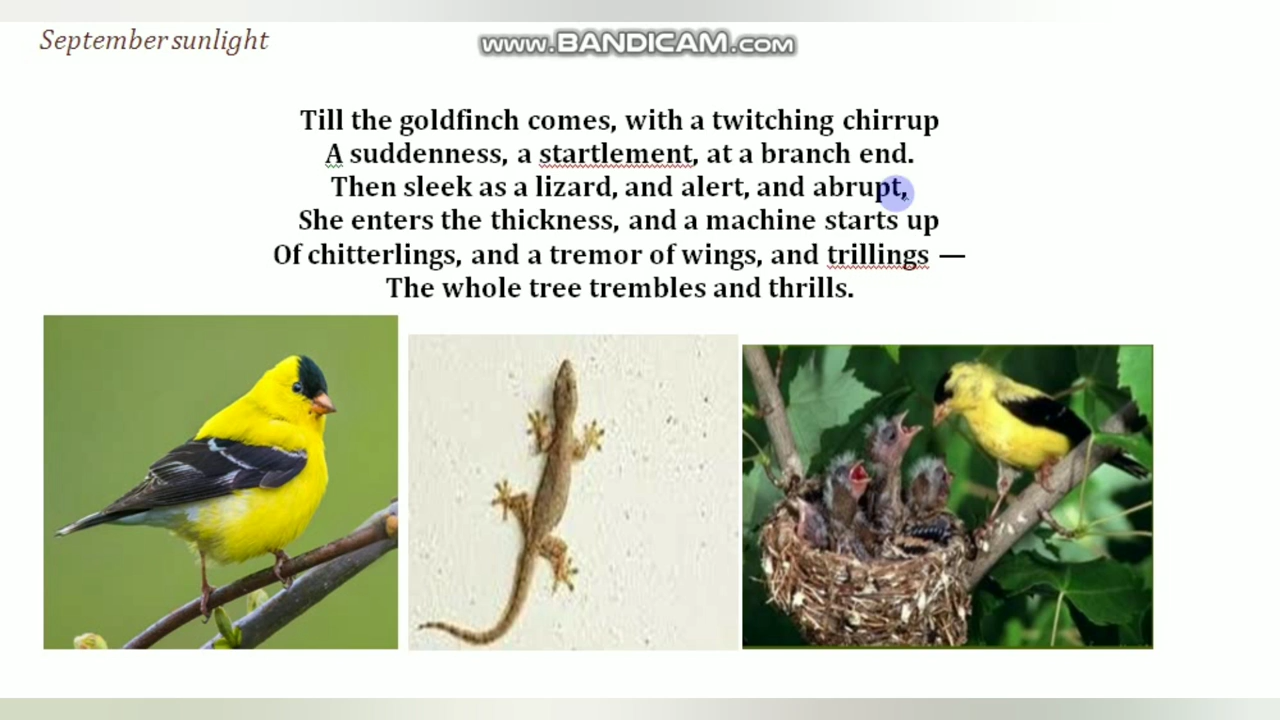 September sunlight
www.BANDICAM.com
Till the goldfinch comes, with a twitching chirrup
A suddenness, a startlement, at a branch end.
Then sleek as a lizard, and alert, and abrupt,
She enters the thickness, and a machine starts up
Of chitterlings, and a tremor of wings, and trillings —
The whole tree trembles and thrills.